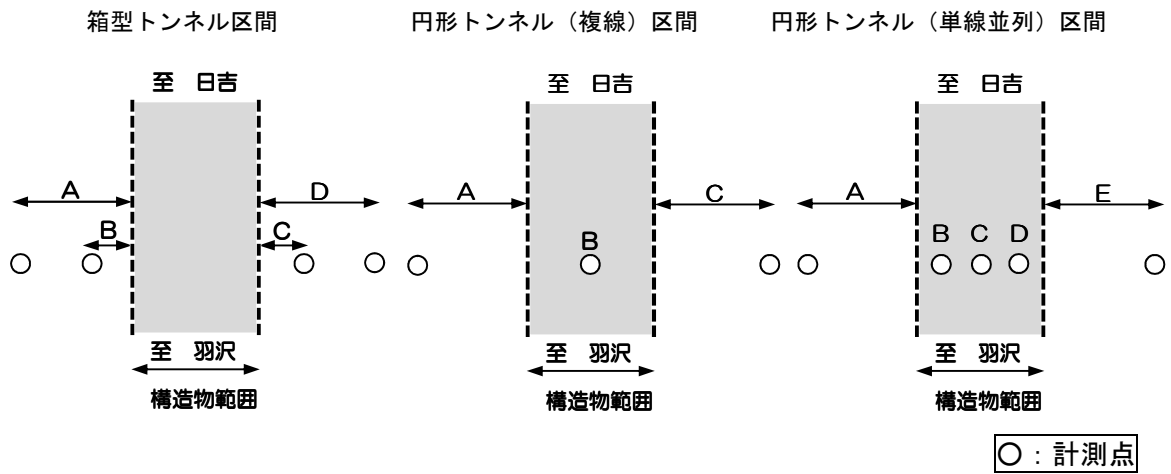 箱型トンネル区間
至 日吉
A
D
B
C
至 羽沢
構造物範囲
円形トンネル（複線）区間
至 日吉
A
C
B
至 羽沢
構造物範囲
円形トンネル（単線並列）区間
至 日吉
A
E
B C D
至 羽沢
構造物範囲
○：計測点